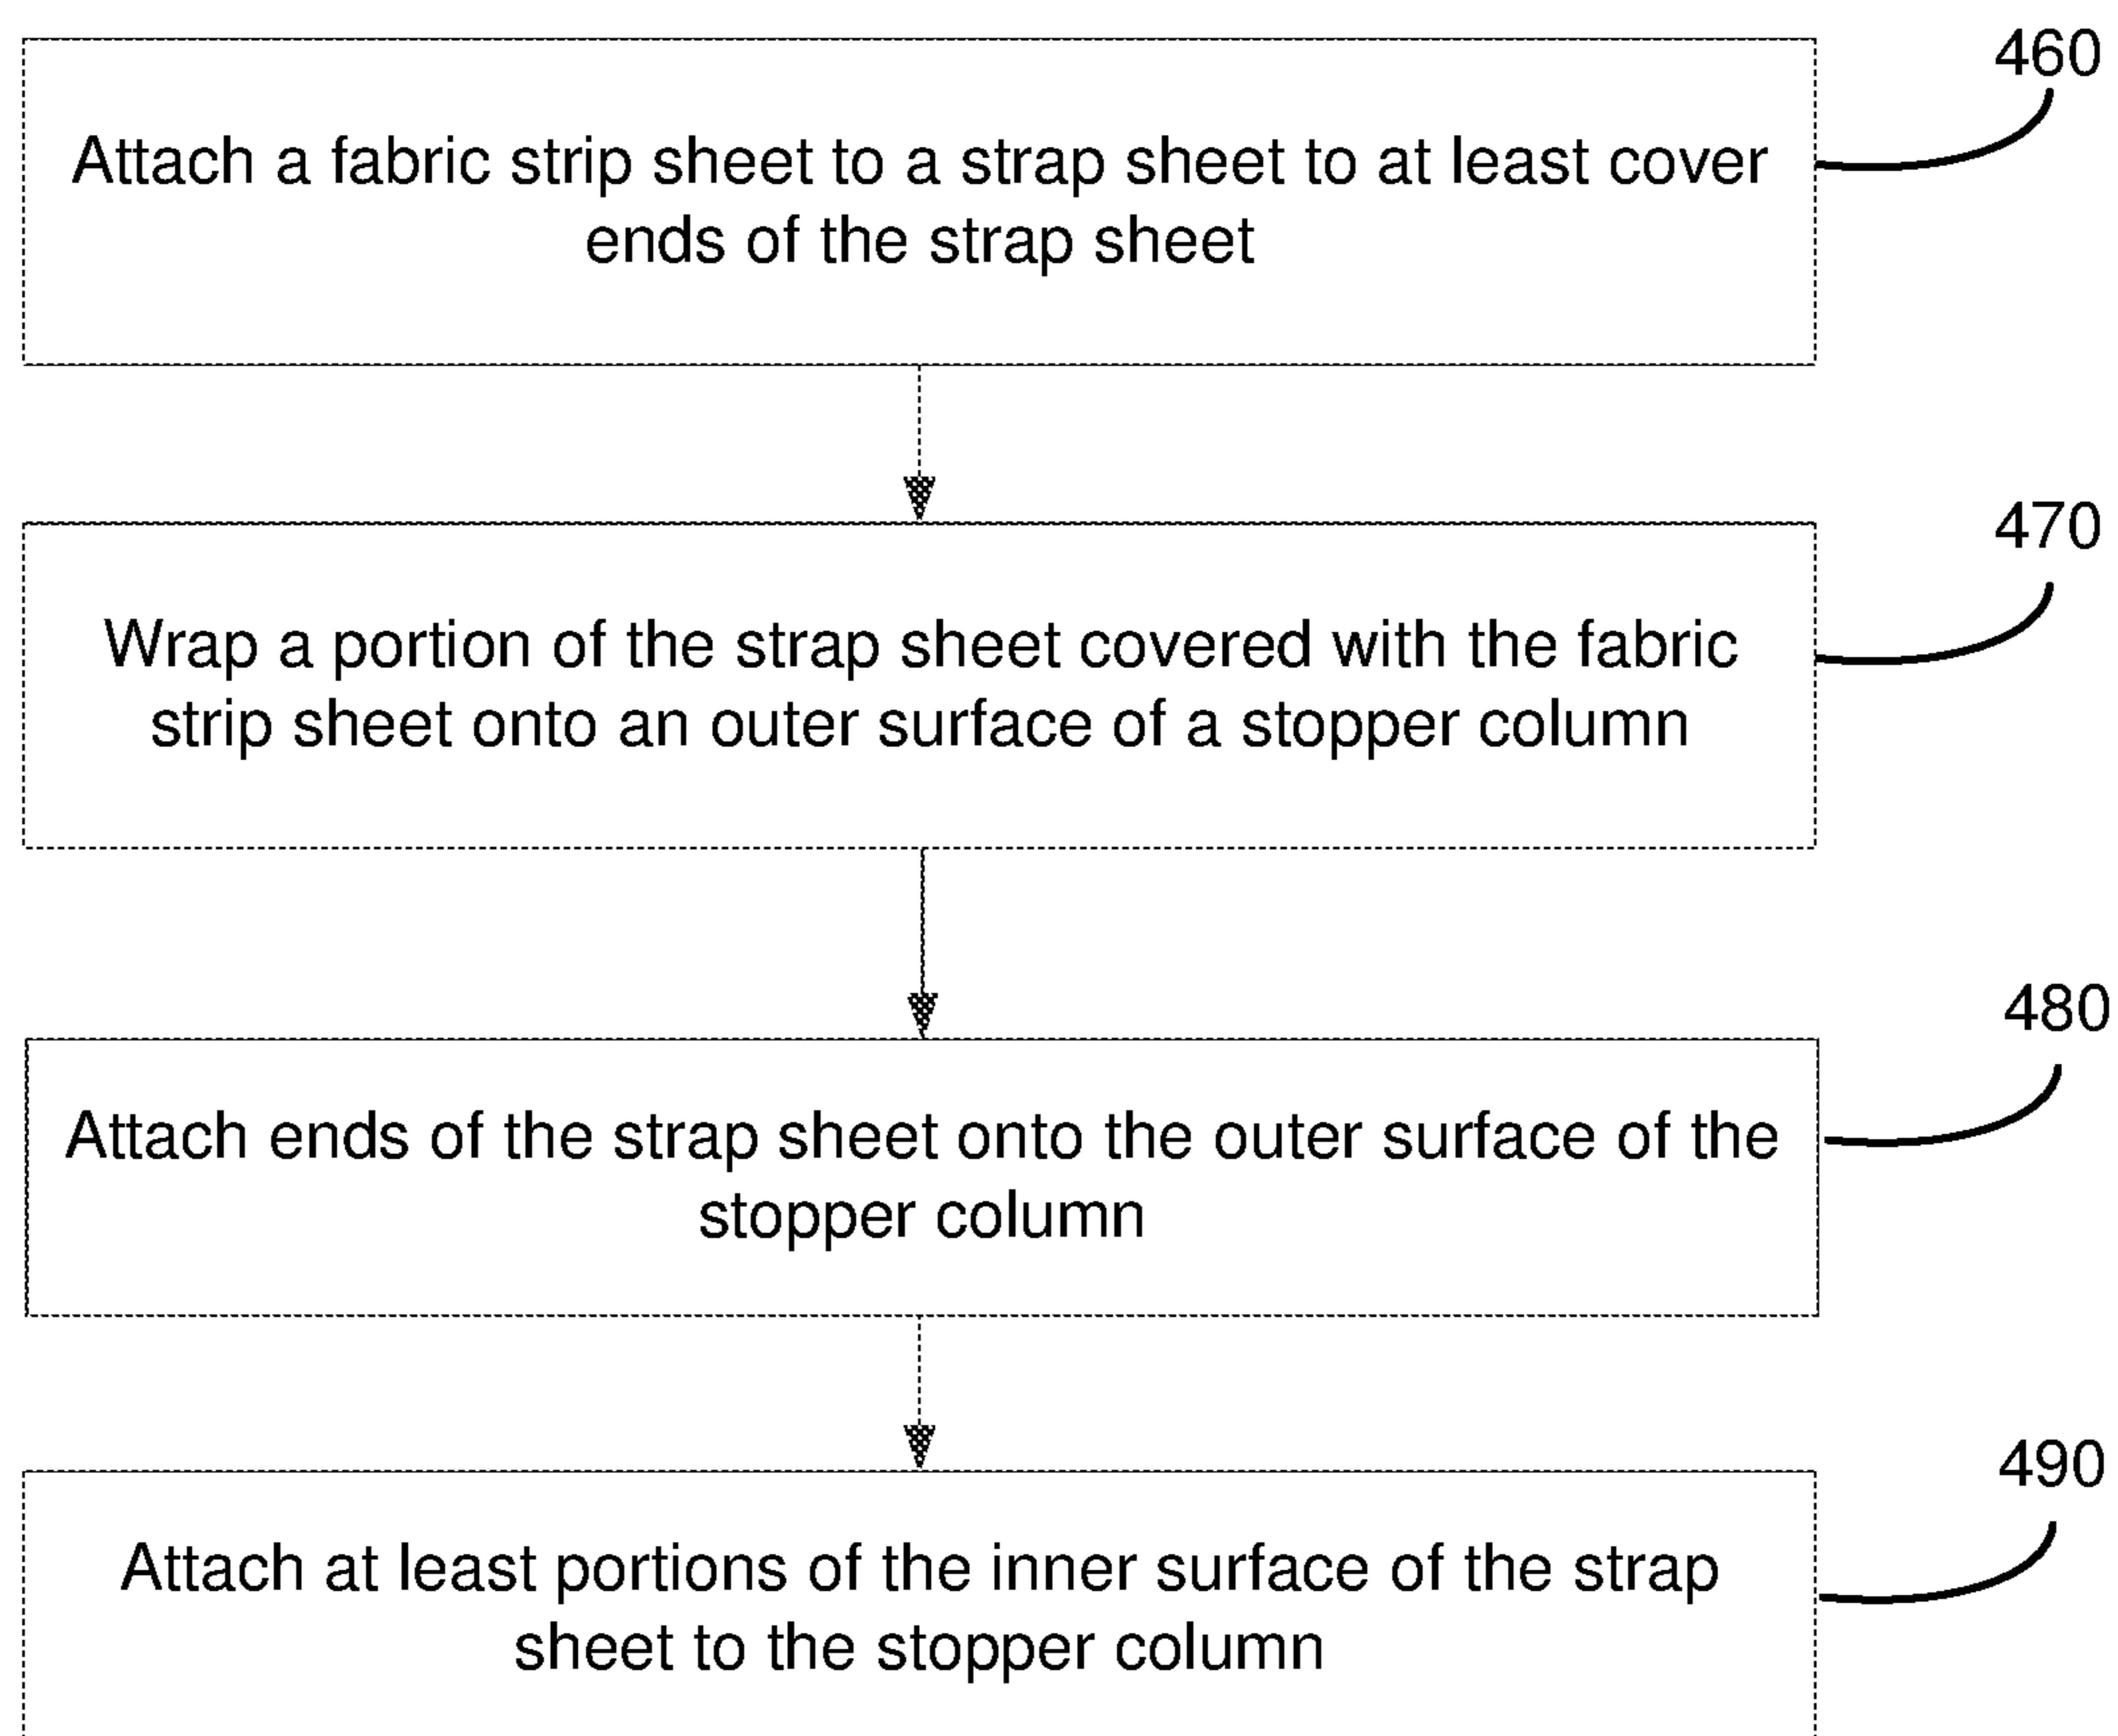 460
Attach a fabric strip sheet to a strap sheet to at least cover
ends of the strap sheet
470
Wrap a portion of the strap sheet covered with the fabric
strip sheet onto an outer surface of a stopper column
480
Attach ends of the strap sheet onto the outer surface of the
stopper column
490
Attach at least portions of the inner surface of the strap
sheet to the stopper column